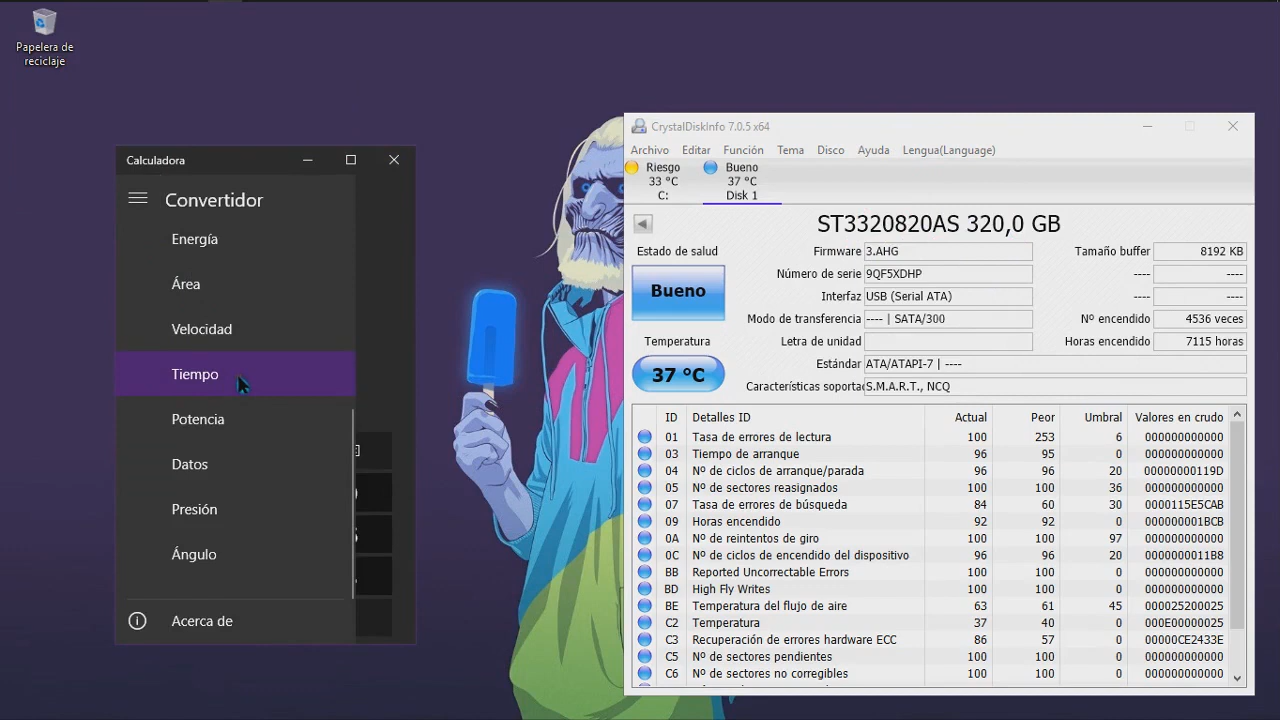 Papelera de
reciclaje
Calculadora
Convertidor
Energía
Área
Velocidad
Tiempo
Potencia
Datos
Presión
Ángulo
Acerca de
CrystalDiskInfo 7.0.5 x64
Archivo Editar Función Tema Disco Ayuda Lengua(Language)
Riesgo Bueno
33 °C 37 °C
C: Disk 1
ST3320820AS 320,0 GB
Estado de salud Firmware 3.AHG Tamaño buffer 8192 KB
Bueno Número de serie 9QF5XDHP ---- ----
Interfaz USB (Serial ATA) ---- ----
Modo de transferencia ---- | SATA/300 Nº encendido 4536 veces
Temperatura Letra de unidad Horas encendido 7115 horas
37 °C Estándar ATA/ATAPI-7 | ----
Características soporta S.M.A.R.T., NCQ
ID Detalles ID Actual Peor Umbral Valores en crudo
01 Tasa de errores de lectura 100 253 6 000000000000
03 Tiempo de arranque 96 95 0 000000000000
04 Nº de ciclos de arranque/parada 96 96 20 00000000119D
05 Nº de sectores reasignados 100 100 36 000000000000
07 Tasa de errores de búsqueda 84 60 30 0000115E5CAB
09 Horas encendido 92 92 0 000000001BCB
0A Nº de reintentos de giro 100 100 97 000000000000
0C Nº de ciclos de encendido del dispositivo 96 96 20 0000000011B8
BB Reported Uncorrectable Errors 100 100 0 000000000000
BD High Fly Writes 100 100 0 000000000000
BE Temperatura del flujo de aire 63 61 45 000025200025
C2 Temperatura 37 40 0 000E00000025
C3 Recuperación de errores hardware ECC 86 57 0 00000CE2433E
C5 Nº de sectores pendientes 100 100 0 000000000000
C6 Nº de sectores no corregibles 100 100 0 000000000000